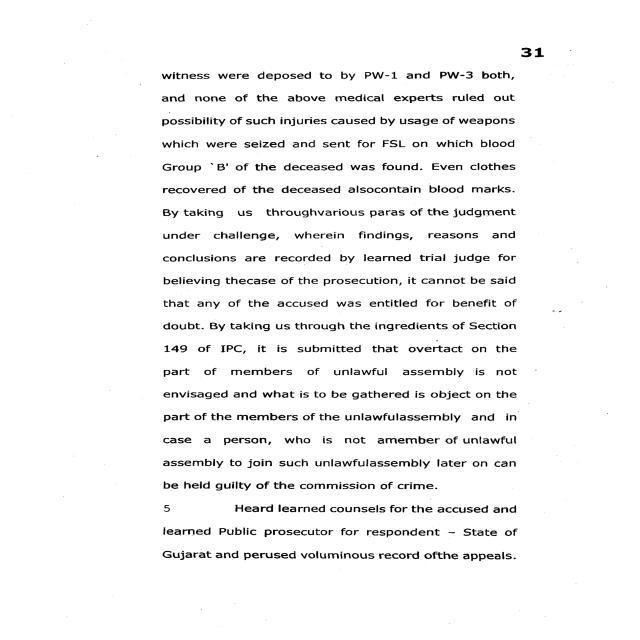 31
witness were deposed to by PW-1 and PW-3 both,
and none of the above medical experts ruled out
possibility of such injuries caused by usage of weapons
which were seized and sent for FSL on which blood
Group `B' of the deceased was found. Even clothes
recovered of the deceased alsocontain blood marks.
By taking us throughvarious paras of the judgment
under challenge, wherein findings, reasons and
conclusions are recorded by learned trial judge for
believing thecase of the prosecution, it cannot be said
that any of the accused was entitled for benefit of
doubt. By taking us through the ingredients of Section
149 of IPC, it is submitted that overtact on the
part of members of unlawful assembly is not
envisaged and what is to be gathered is object on the
part of the members of the unlawfulassembly and in
case a person, who is not amember of unlawful
assembly to join such unlawfulassembly later on can
be held guilty of the commission of crime.
5 Heard learned counsels for the accused and
learned Public prosecutor for respondent – State of
Gujarat and perused voluminous record ofthe appeals.